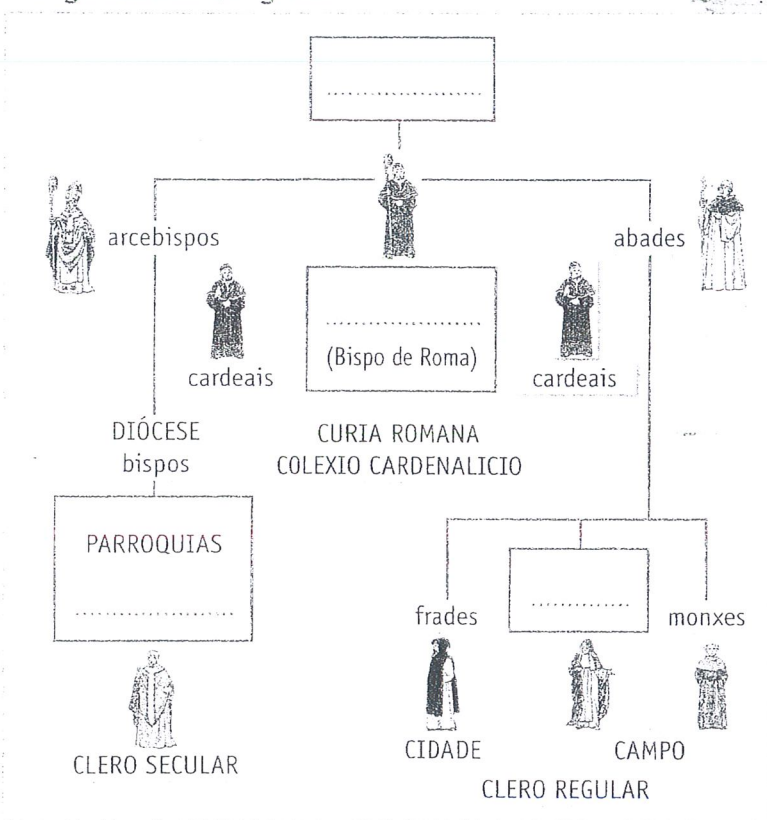 ....................
arcebispos
abades
....................
(Bispo de Roma)
cardeais
cardeais
DIÓCESE
bispos
CURIA ROMANA
COLEXIO CARDENALICIO
PARROQUIAS
....................
frades
.............
monxes
CLERO SECULAR
CIDADE
CAMPO
CLERO REGULAR